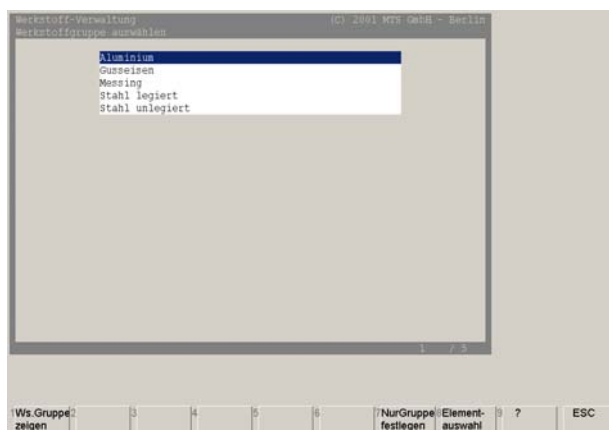 Werkstoff-Verwaltung (C) 2001 MTS GmbH - Berlin
Werkstoffgruppe auswählen
Aluminium
Gusseisen
Messing
Stahl legiert
Stahl unlegiert
1 / 5
1 Ws.Gruppe zeigen 2 3 4 5 6 7 NurGruppe festlegen 8 Element-auswahl 9 ? ESC